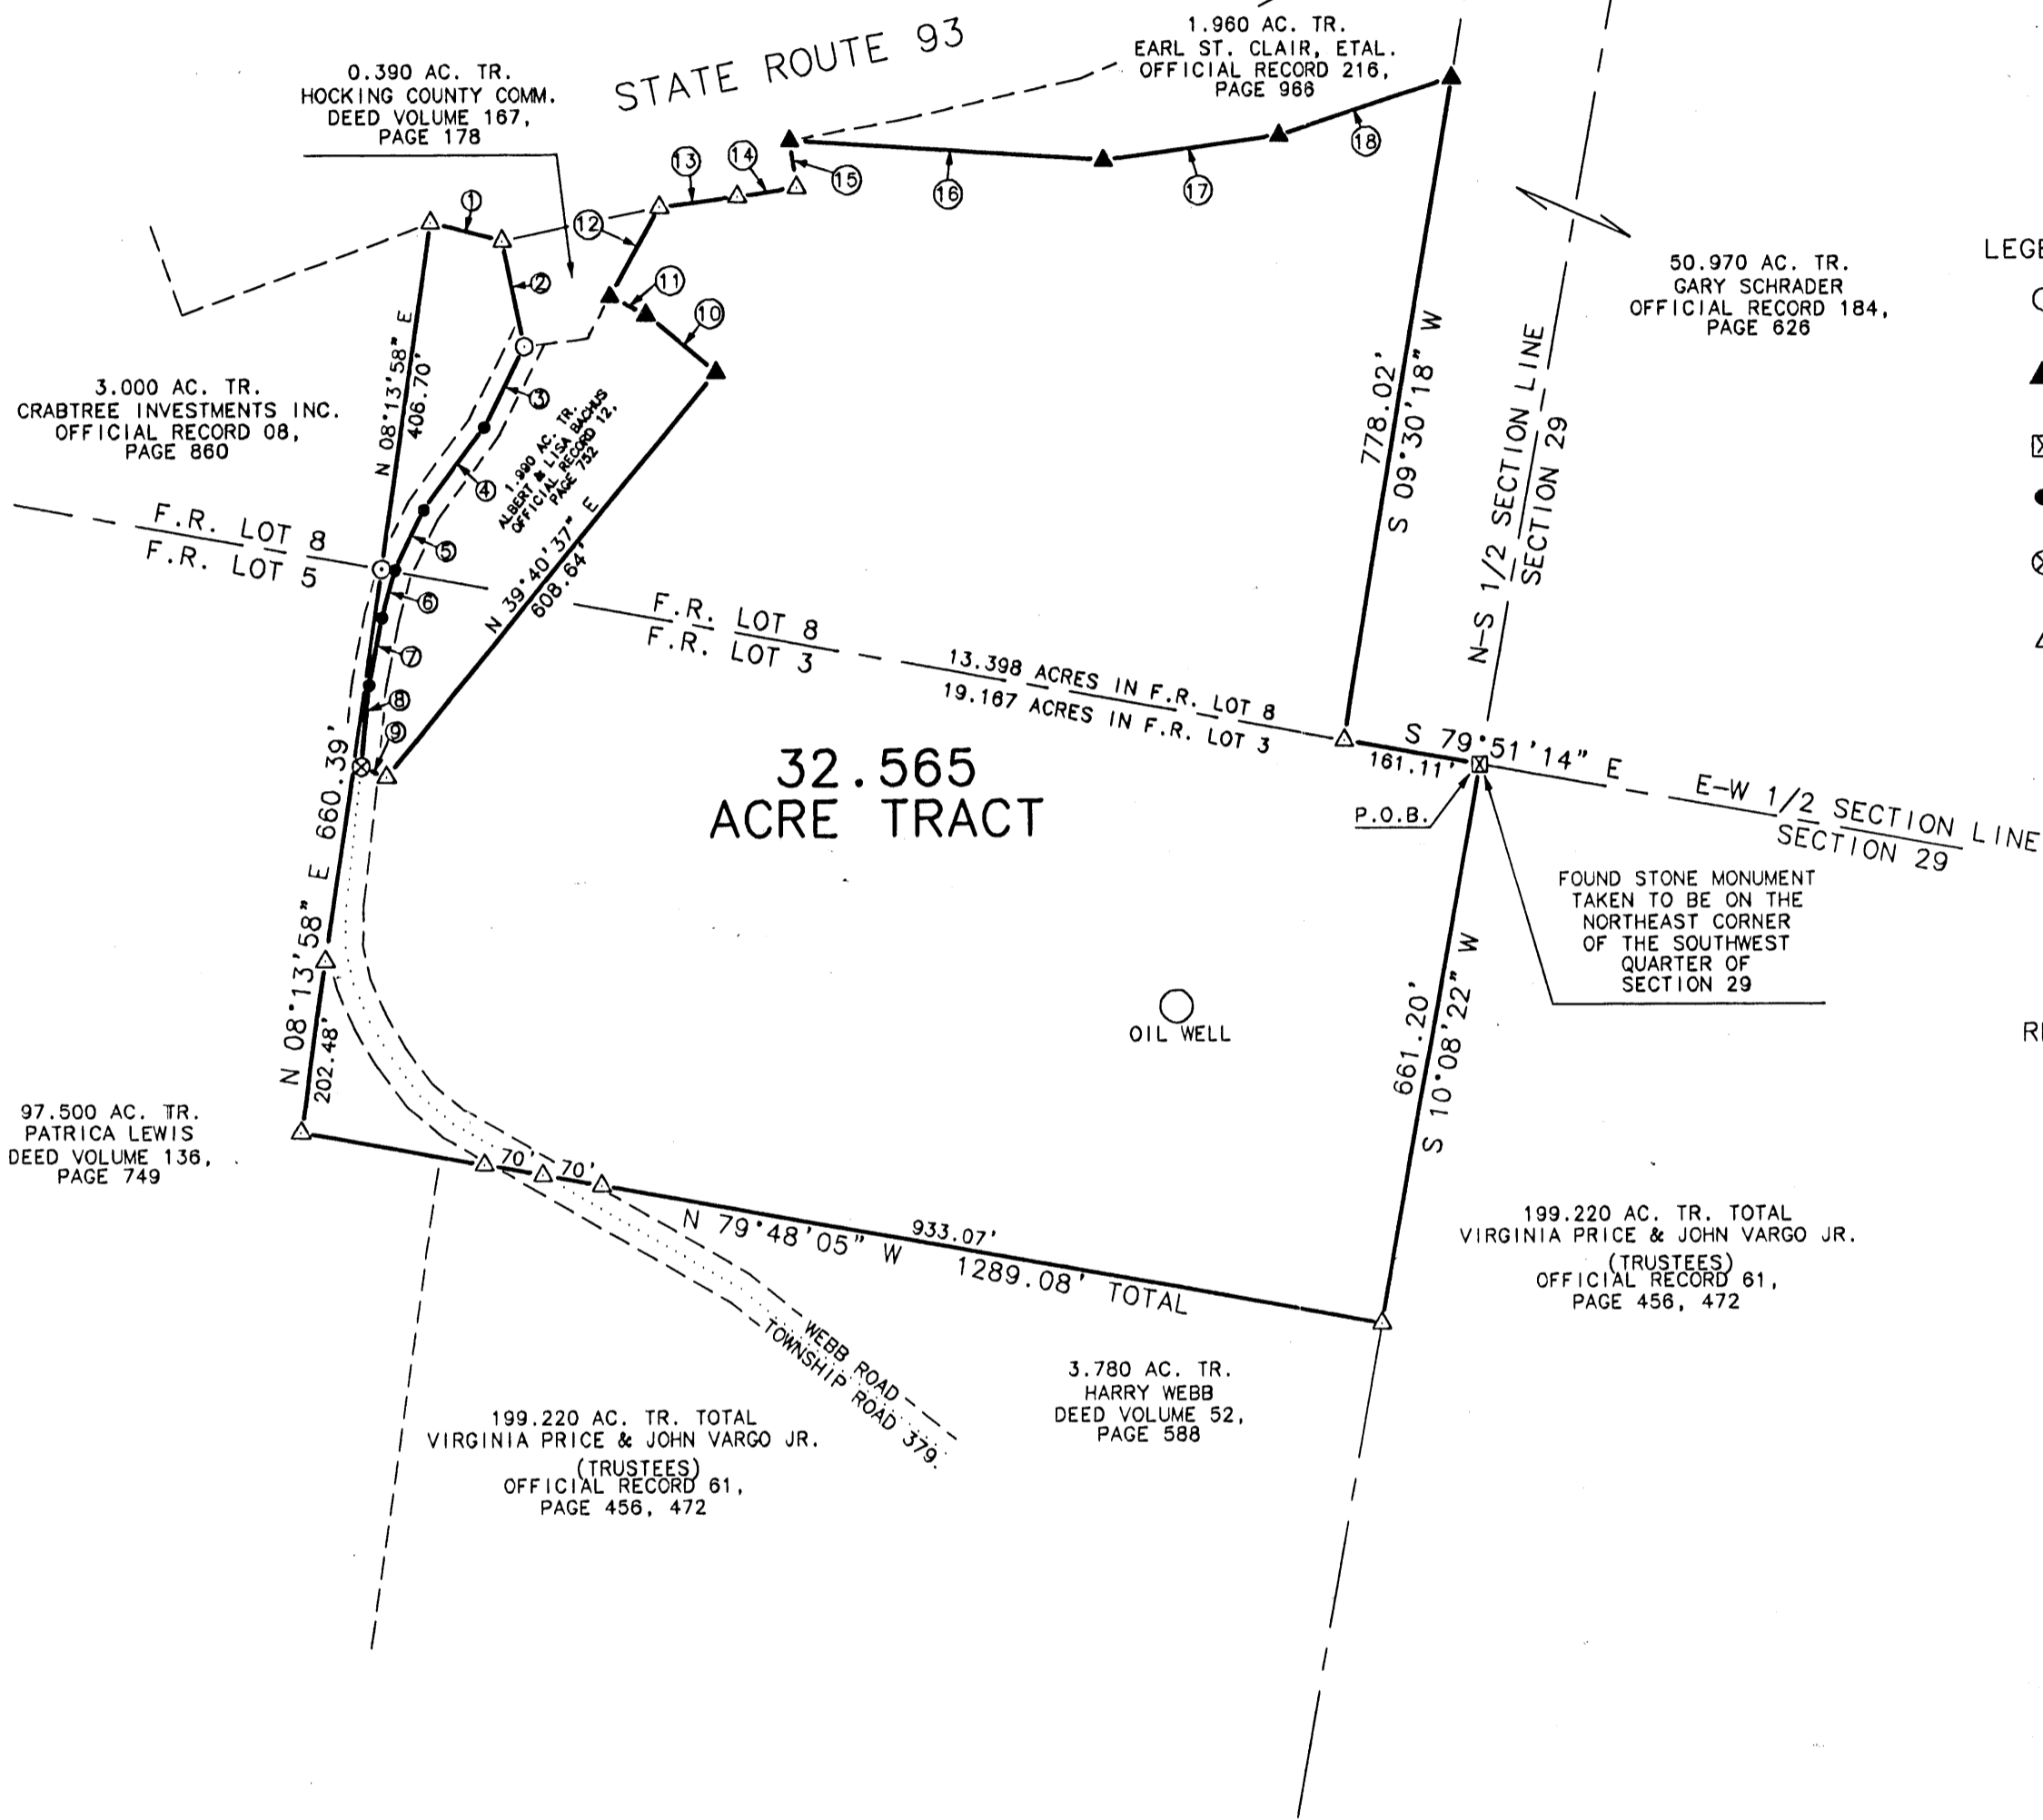 STATE ROUTE 93
0.390 AC. TR.
HOCKING COUNTY COMM.
DEED VOLUME 167,
PAGE 178
1.960 AC. TR.
EARL ST. CLAIR, ETAL.
OFFICIAL RECORD 216,
PAGE 966
1
2
3
4
5
6
7
8
9
10
11
12
13
14
15
16
17
18
50.970 AC. TR.
GARY SCHRADER
OFFICIAL RECORD 184,
PAGE 626
3.000 AC. TR.
CRABTREE INVESTMENTS INC.
OFFICIAL RECORD 08,
PAGE 860
N 08°13'58" E
406.70'
1.990 AC. TR.
ALBERT & LISA BACHUS
OFFICIAL RECORD 12,
PAGE 752
N 39°40'37" E
608.64'
778.02'
S 09°30'18" W
N-S 1/2 SECTION LINE
SECTION 29
F.R. LOT 8
F.R. LOT 5
F.R. LOT 8
F.R. LOT 3
13.398 ACRES IN F.R. LOT 8
19.167 ACRES IN F.R. LOT 3
S 79°51'14" E
161.11'
P.O.B.
E-W 1/2 SECTION LINE
SECTION 29
32.565
ACRE TRACT
FOUND STONE MONUMENT
TAKEN TO BE ON THE
NORTHEAST CORNER
OF THE SOUTHWEST
QUARTER OF
SECTION 29
OIL WELL
661.20'
S 10°08'22" W
N 08°13'58" E 660.39'
202.48'
97.500 AC. TR.
PATRICA LEWIS
DEED VOLUME 136,
PAGE 749
70'
70'
N 79°48'05" W
933.07'
1289.08' TOTAL
WEBB ROAD
TOWNSHIP ROAD 379
199.220 AC. TR. TOTAL
VIRGINIA PRICE & JOHN VARGO JR.
(TRUSTEES)
OFFICIAL RECORD 61,
PAGE 456, 472
3.780 AC. TR.
HARRY WEBB
DEED VOLUME 52,
PAGE 588
199.220 AC. TR. TOTAL
VIRGINIA PRICE & JOHN VARGO JR.
(TRUSTEES)
OFFICIAL RECORD 61,
PAGE 456, 472